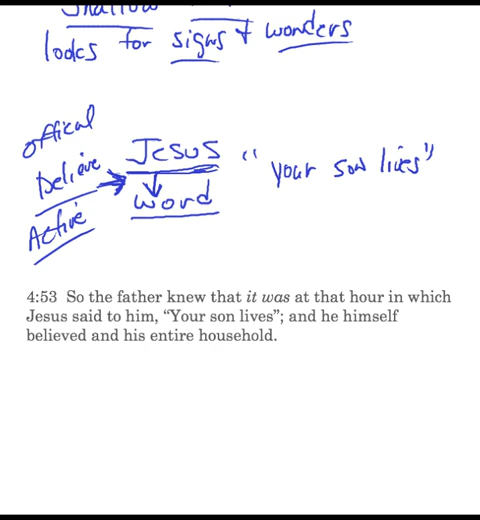 Shallow
looks for signs & wonders
offical
believe
Active
Jesus
word
"your son lives"
4:53 So the father knew that it was at that hour in which
Jesus said to him, “Your son lives”; and he himself
believed and his entire household.